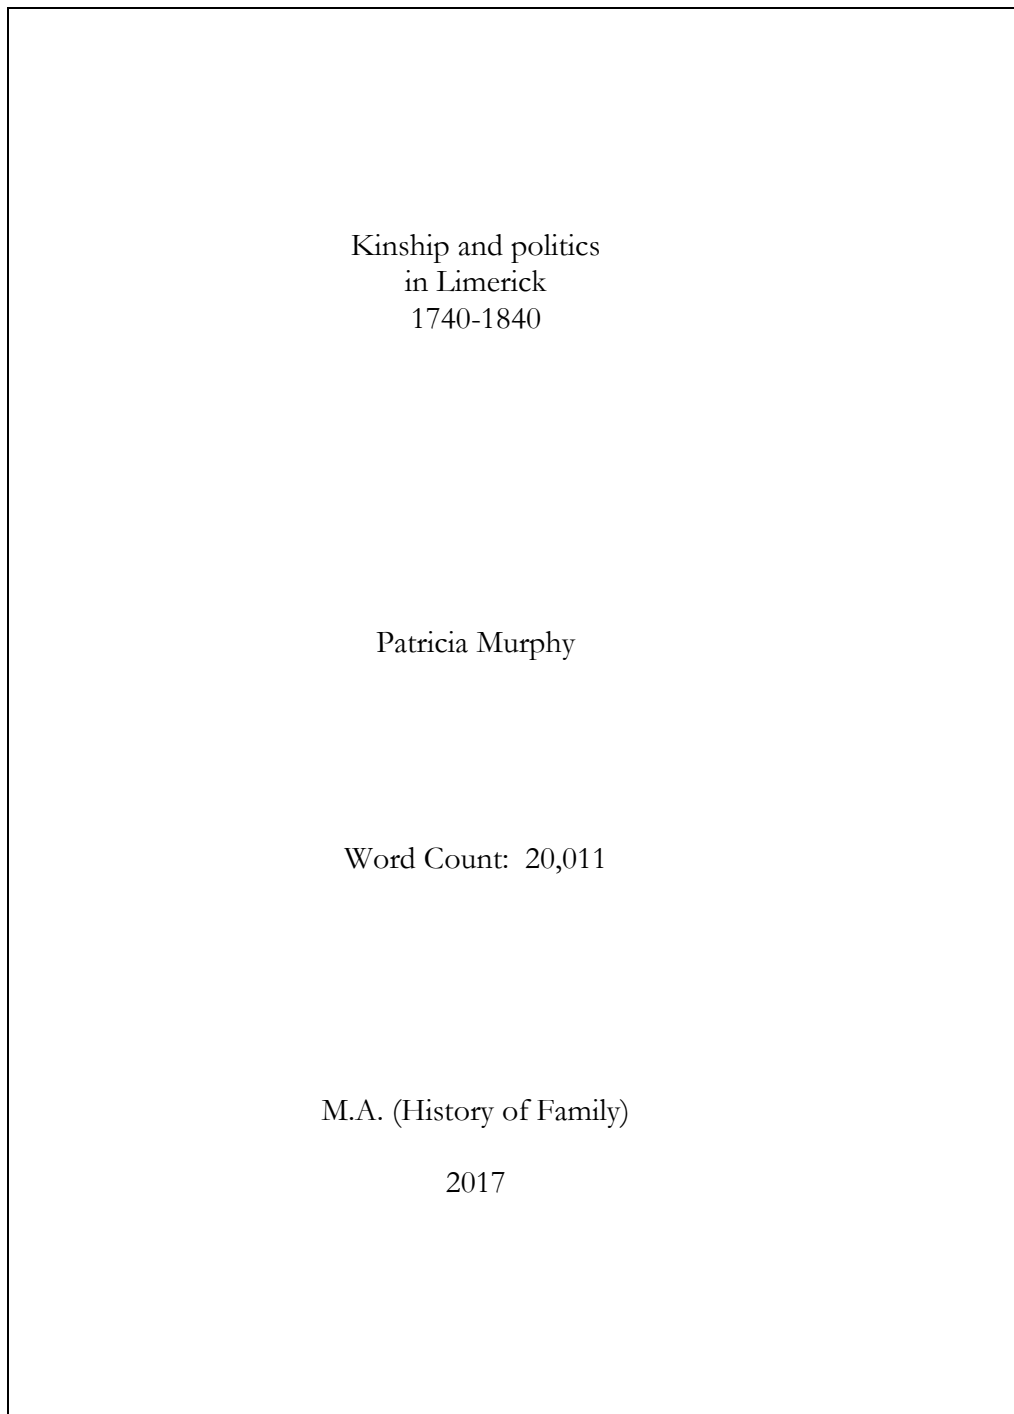 Kinship and politics
in Limerick
1740-1840
Patricia Murphy
Word Count: 20,011
M.A. (History of Family)
2017